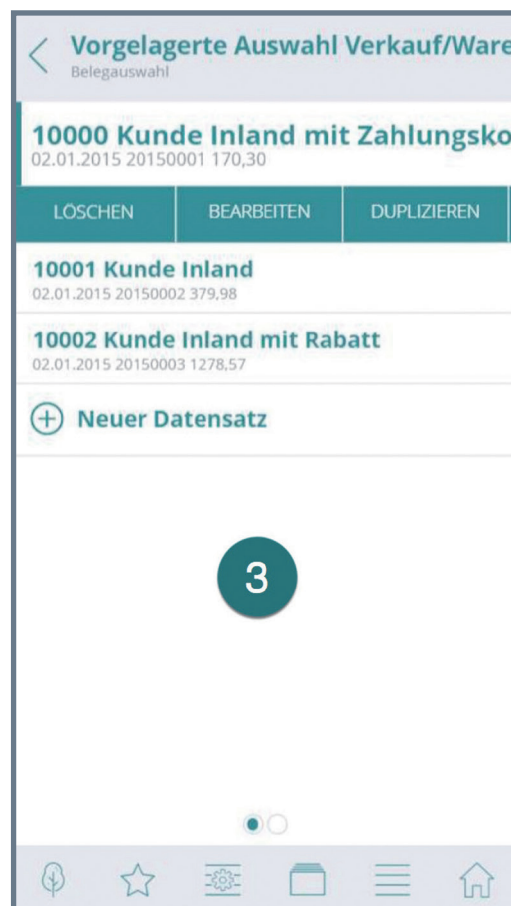 Vorgelagerte Auswahl Verkauf/Ware
Belegauswahl
10000 Kunde Inland mit Zahlungsko
02.01.2015 20150001 170,30
LÖSCHEN BEARBEITEN DUPLIZIEREN
10001 Kunde Inland
02.01.2015 20150002 379,98
10002 Kunde Inland mit Rabatt
02.01.2015 20150003 1278,57
Neuer Datensatz
3